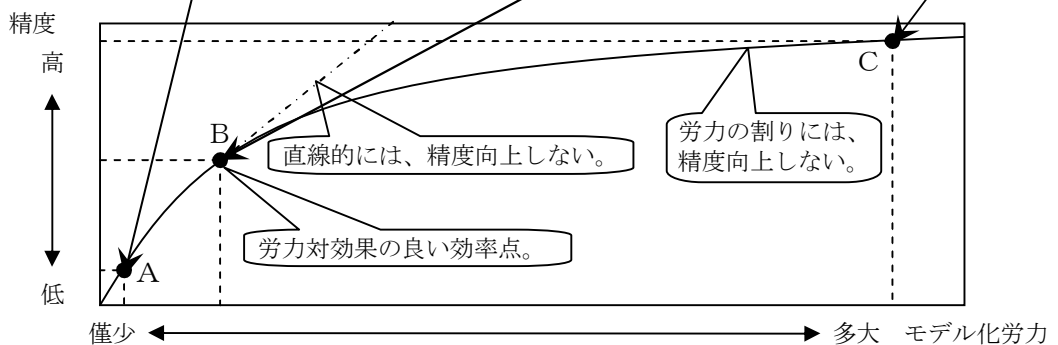 精度
高
C
B
労力の割りには、
精度向上しない。
直線的には、精度向上しない。
労力対効果の良い効率点。
A
低
僅少
多大 モデル化労力